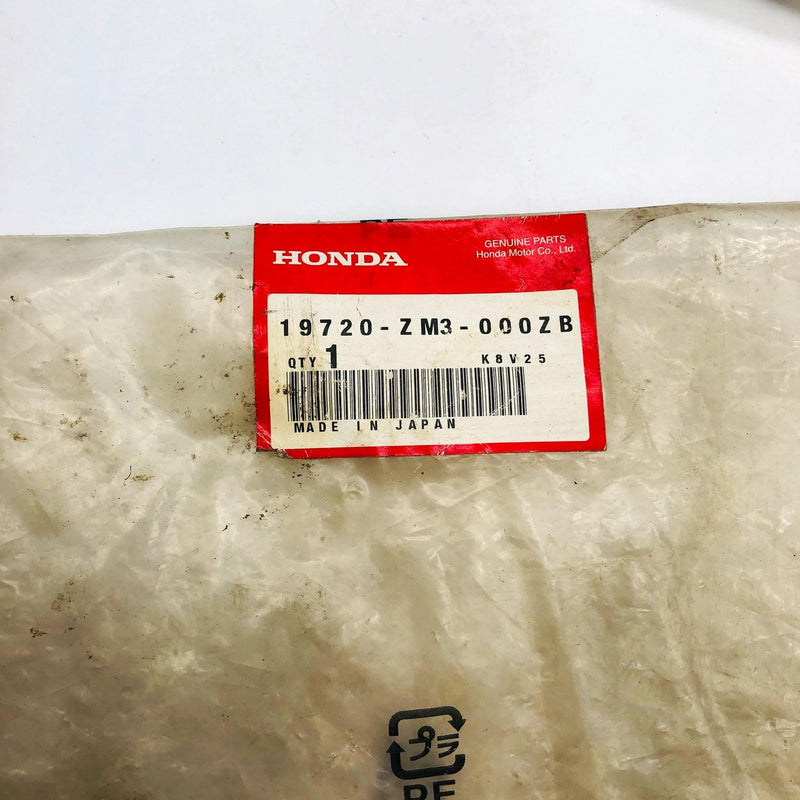 HONDA
GENUINE PARTS
Honda Motor Co., Ltd.
19720-ZM3-000ZB
QTY 1 K8V25
MADE IN JAPAN
プラ
PE